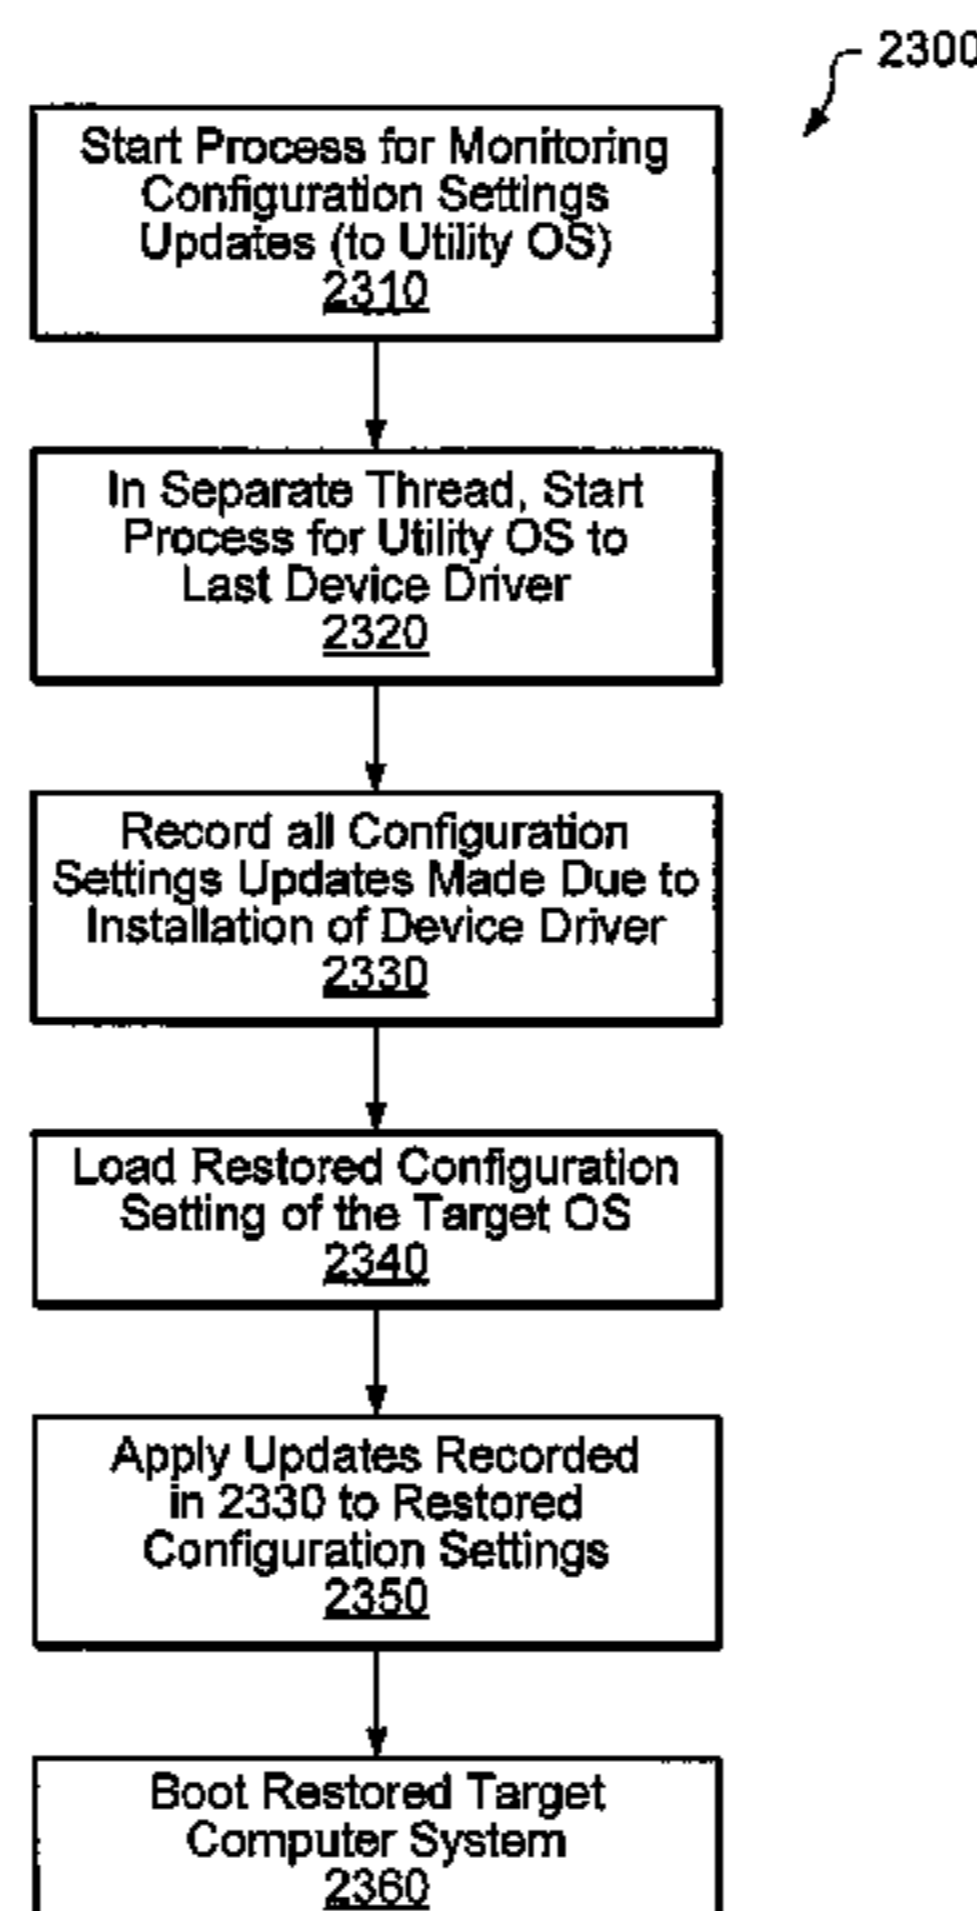 2300
Start Process for Monitoring
Configuration Settings
Updates (to Utility OS)
2310
In Separate Thread, Start
Process for Utility OS to
Last Device Driver
2320
Record all Configuration
Settings Updates Made Due to
Installation of Device Driver
2330
Load Restored Configuration
Setting of the Target OS
2340
Apply Updates Recorded
in 2330 to Restored
Configuration Settings
2350
Boot Restored Target
Computer System
2360